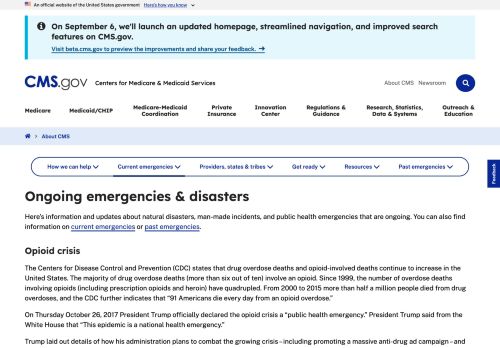 An official website of the United States government Here's how you know
On September 6, we'll launch an updated homepage, streamlined navigation, and improved search
features on CMS.gov.
Visit beta.cms.gov to preview the improvements and share your feedback. →
CMS.gov Centers for Medicare & Medicaid Services
About CMS Newsroom
Medicare Medicaid/CHIP Medicare-Medicaid Coordination Private Insurance Innovation Center Regulations & Guidance Research, Statistics, Data & Systems Outreach & Education
About CMS
How we can help Current emergencies Providers, states & tribes Get ready Resources Past emergencies
Feedback
Ongoing emergencies & disasters
Here's information and updates about natural disasters, man-made incidents, and public health emergencies that are ongoing. You can also find
information on current emergencies or past emergencies.
Opioid crisis
The Centers for Disease Control and Prevention (CDC) states that drug overdose deaths and opioid-involved deaths continue to increase in the
United States. The majority of drug overdose deaths (more than six out of ten) involve an opioid. Since 1999, the number of overdose deaths
involving opioids (including prescription opioids and heroin) have quadrupled. From 2000 to 2015 more than half a million people died from drug
overdoses, and the CDC further indicates that "91 Americans die every day from an opioid overdose."
On Thursday October 26, 2017 President Trump officially declared the opioid crisis a "public health emergency." President Trump said from the
White House that "This epidemic is a national health emergency."
Trump laid out details of how his administration plans to combat the growing crisis – including promoting a massive anti-drug ad campaign – and